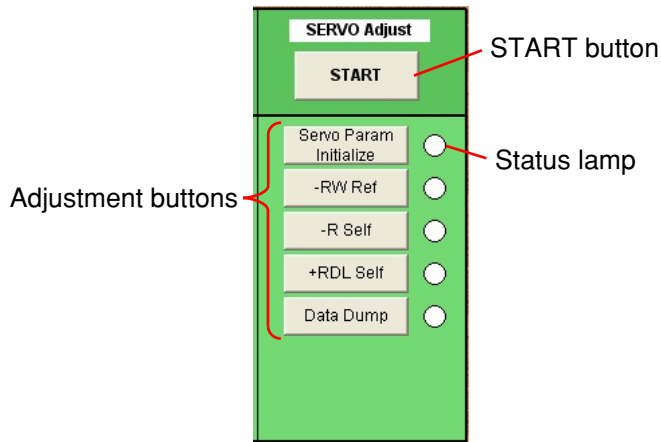 SERVO Adjust
START
START button
Servo Param
Initialize
Status lamp
-RW Ref
Adjustment buttons
-R Self
+RDL Self
Data Dump